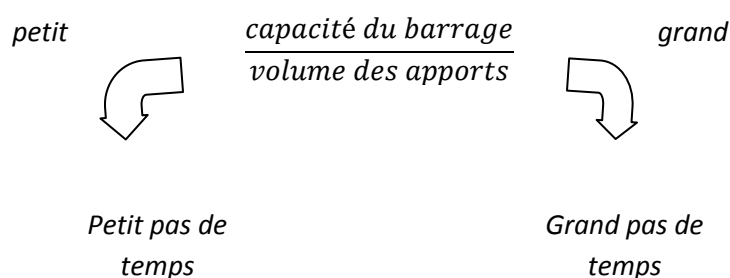 petit
capacité du barrage
volume des apports
grand
Petit pas de
temps
Grand pas de
temps